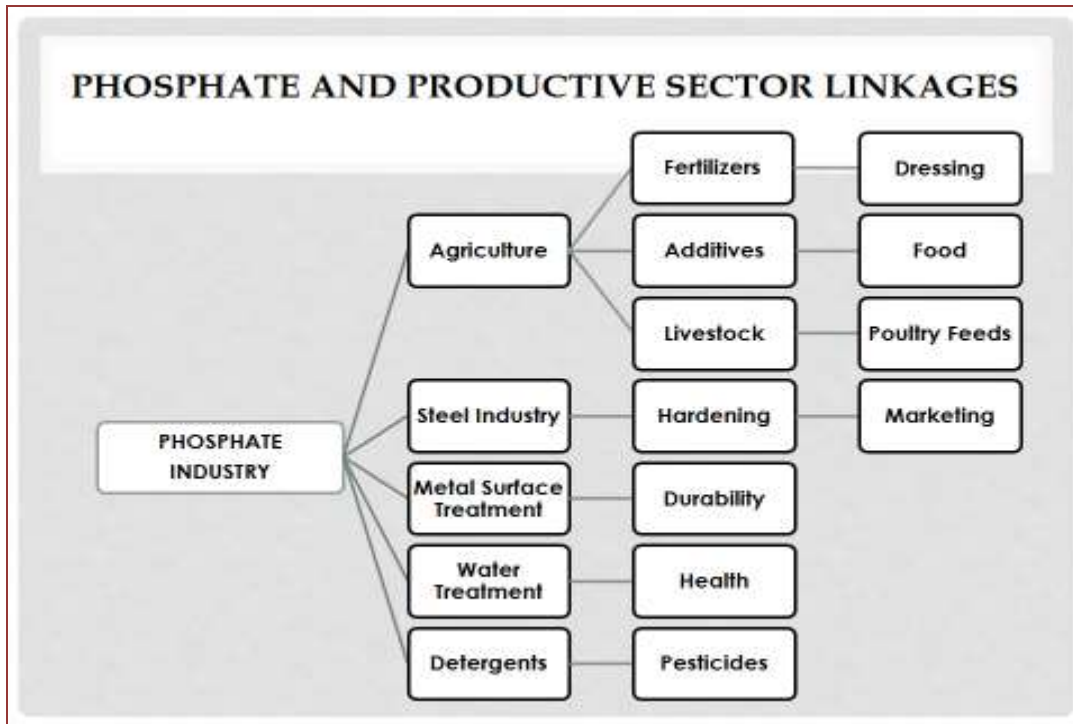 PHOSPHATE AND PRODUCTIVE SECTOR LINKAGES
Fertilizers
Dressing
Agriculture
Additives
Food
Livestock
Poultry Feeds
Steel Industry
Hardening
Marketing
PHOSPHATE
INDUSTRY
Metal Surface
Treatment
Durability
Water
Treatment
Health
Detergents
Pesticides